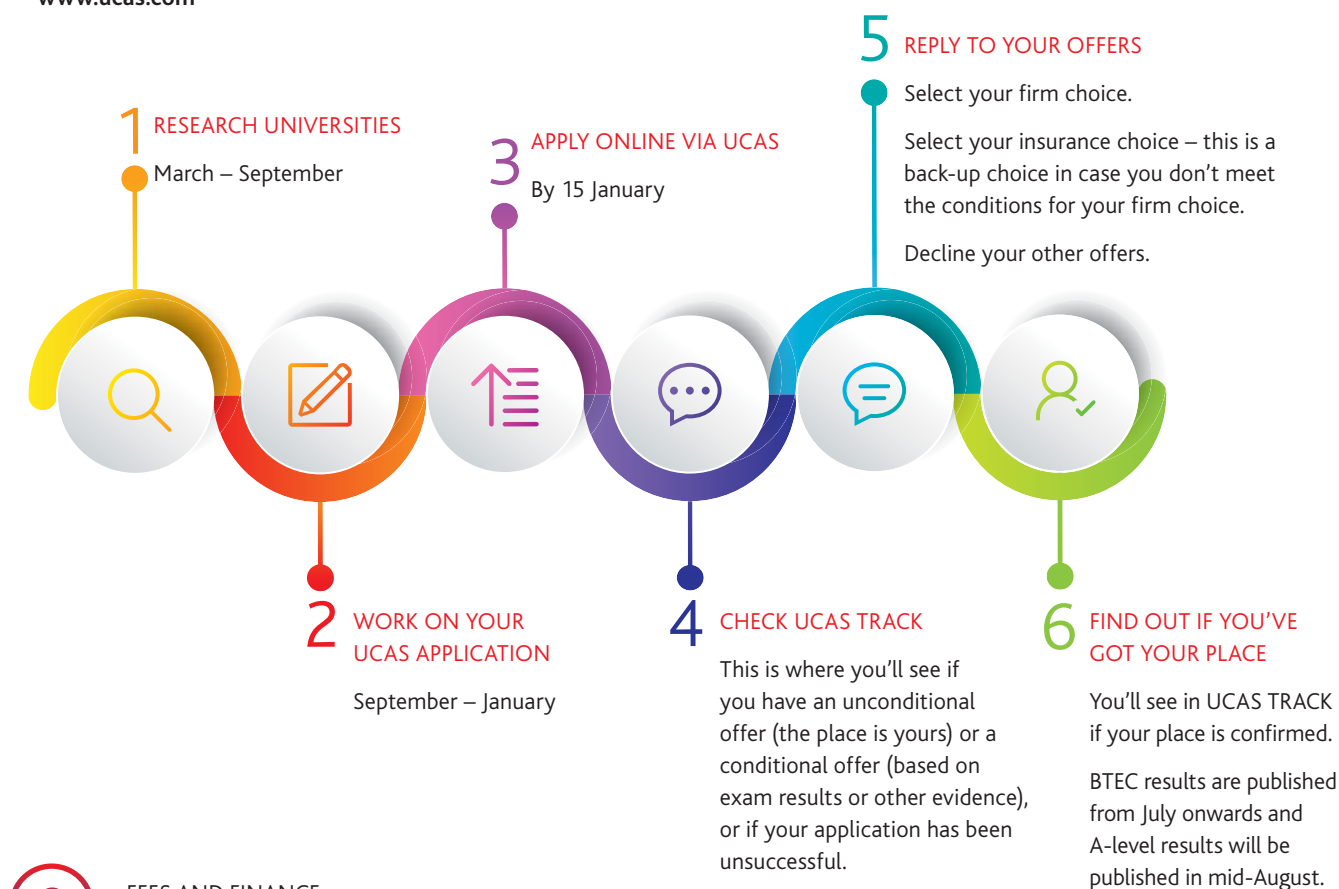 www.ucas.com
1 RESEARCH UNIVERSITIES
March – September
2 WORK ON YOUR
UCAS APPLICATION
September – January
3 APPLY ONLINE VIA UCAS
By 15 January
4 CHECK UCAS TRACK
This is where you’ll see if
you have an unconditional
offer (the place is yours) or a
conditional offer (based on
exam results or other evidence),
or if your application has been
unsuccessful.
5 REPLY TO YOUR OFFERS
Select your firm choice.
Select your insurance choice – this is a
back-up choice in case you don’t meet
the conditions for your firm choice.
Decline your other offers.
6 FIND OUT IF YOU’VE
GOT YOUR PLACE
You’ll see in UCAS TRACK
if your place is confirmed.
BTEC results are published
from July onwards and
A-level results will be
published in mid-August.
FEES AND FINANCE